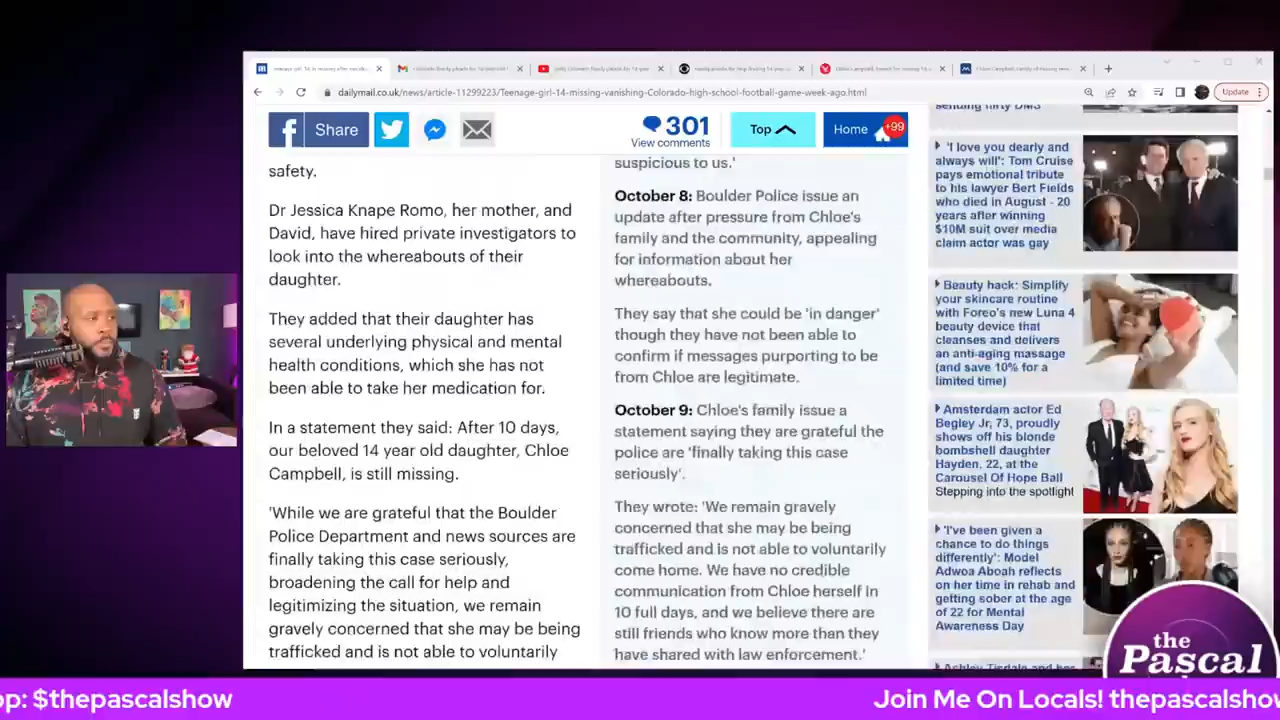 dailymail.co.uk/news/article-11299223/Teenage-girl-14-missing-vanishing-Colorado-high-school-football-game-week-ago.html
Update
Share
301
View comments
Top
Home
+99
safety.
Dr Jessica Knape Romo, her mother, and
David, have hired private investigators to
look into the whereabouts of their
daughter.
They added that their daughter has
several underlying physical and mental
health conditions, which she has not
been able to take her medication for.
In a statement they said: After 10 days,
our beloved 14 year old daughter, Chloe
Campbell, is still missing.
'While we are grateful that the Boulder
Police Department and news sources are
finally taking this case seriously,
broadening the call for help and
legitimizing the situation, we remain
gravely concerned that she may be being
trafficked and is not able to voluntarily
suspicious to us.'
October 8: Boulder Police issue an
update after pressure from Chloe's
family and the community, appealing
for information about her
whereabouts.
They say that she could be 'in danger'
though they have not been able to
confirm if messages purporting to be
from Chloe are legitimate.
October 9: Chloe's family issue a
statement saying they are grateful the
police are 'finally taking this case
seriously'.
They wrote: 'We remain gravely
concerned that she may be being
trafficked and is not able to voluntarily
come home. We have no credible
communication from Chloe herself in
10 full days, and we believe there are
still friends who know more than they
have shared with law enforcement.'
sending flirty DMs
'I love you dearly and
always will': Tom Cruise
pays emotional tribute
to his lawyer Bert Fields
who died in August - 20
years after winning
$10M suit over media
claim actor was gay
Beauty hack: Simplify
your skincare routine
with Foreo's new Luna 4
beauty device that
cleanses and delivers
an anti-aging massage
(and save 10% for a
limited time)
Amsterdam actor Ed
Begley Jr, 73, proudly
shows off his blonde
bombshell daughter
Hayden, 22, at the
Carousel Of Hope Ball
Stepping into the spotlight
'I've been given a
chance to do things
differently': Model
Adwoa Aboah reflects
on her time in rehab and
getting sober at the age
of 22 for Mental
Awareness Day
the
Pascal
op: $thepascalshow
Join Me On Locals! thepascalshow